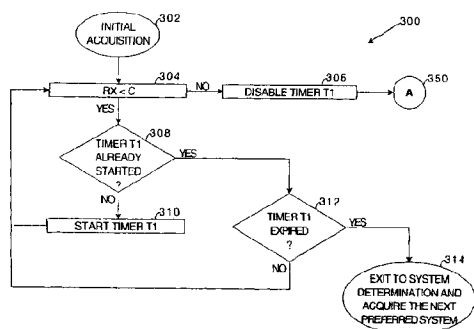 INITIAL
ACQUISITION
302
300
304
RX < C
NO
306
DISABLE TIMER T1
350
A
YES
308
TIMER T1
ALREADY
STARTED
?
YES
NO
310
START TIMER T1
312
TIMER T1
EXPIRED
?
YES
NO
314
EXIT TO SYSTEM
DETERMINATION AND
ACQUIRE THE NEXT
PREFERRED SYSTEM